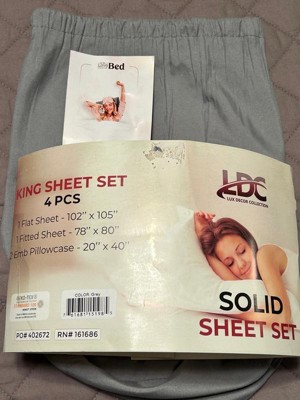 Bed
KING SHEET SET
4 PCS
1 Flat Sheet - 102" x 105"
1 Fitted Sheet - 78" x 80"
2 Emb Pillowcase - 20" x 40"
LDC
LUX DECOR COLLECTION
SOLID
SHEET SET
COLOR: Grey
PO# 402672
RN# 161686